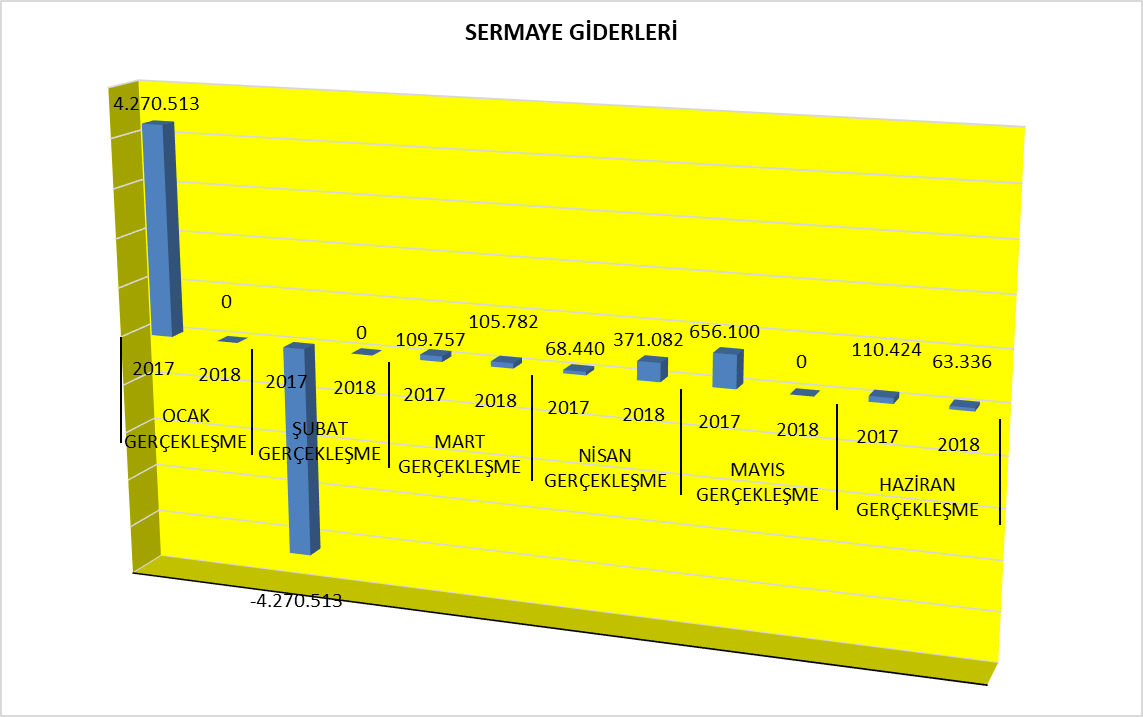 SERMAYE GİDERLERİ
4.270.513
0
-4.270.513
0
109.757
105.782
68.440
371.082
656.100
0
110.424
63.336
2017
2018
2017
2018
2017
2018
2017
2018
2017
2018
2017
2018
OCAK
GERÇEKLEŞME
ŞUBAT
GERÇEKLEŞME
MART
GERÇEKLEŞME
NİSAN
GERÇEKLEŞME
MAYIS
GERÇEKLEŞME
HAZİRAN
GERÇEKLEŞME